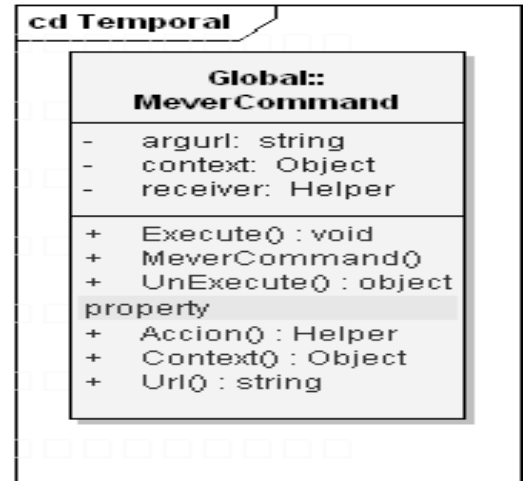 cd Temporal
Global::
MeverCommand
- argurl: string
- context: Object
- receiver: Helper
+ Execute() : void
+ MeverCommand()
+ UnExecute() : object
property
+ Accion() : Helper
+ Context() : Object
+ Url() : string